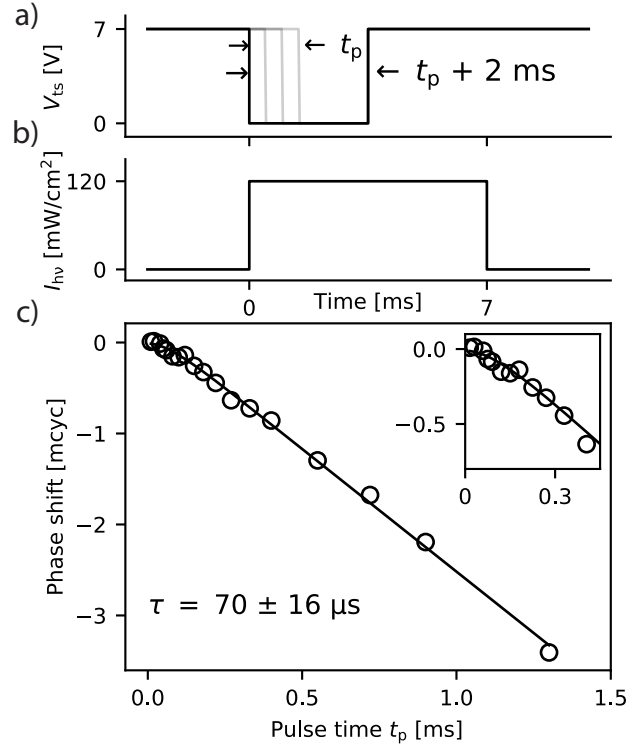 a)
7
0
V_ts [V]
← t_p
← t_p + 2 ms
b)
120
0
I_hν [mW/cm²]
0
Time [ms]
7
c)
0
−1
−2
−3
Phase shift [mcyc]
0.0
−0.5
0
0.3
τ = 70 ± 16 µs
0.0
0.5
1.0
1.5
Pulse time t_p [ms]